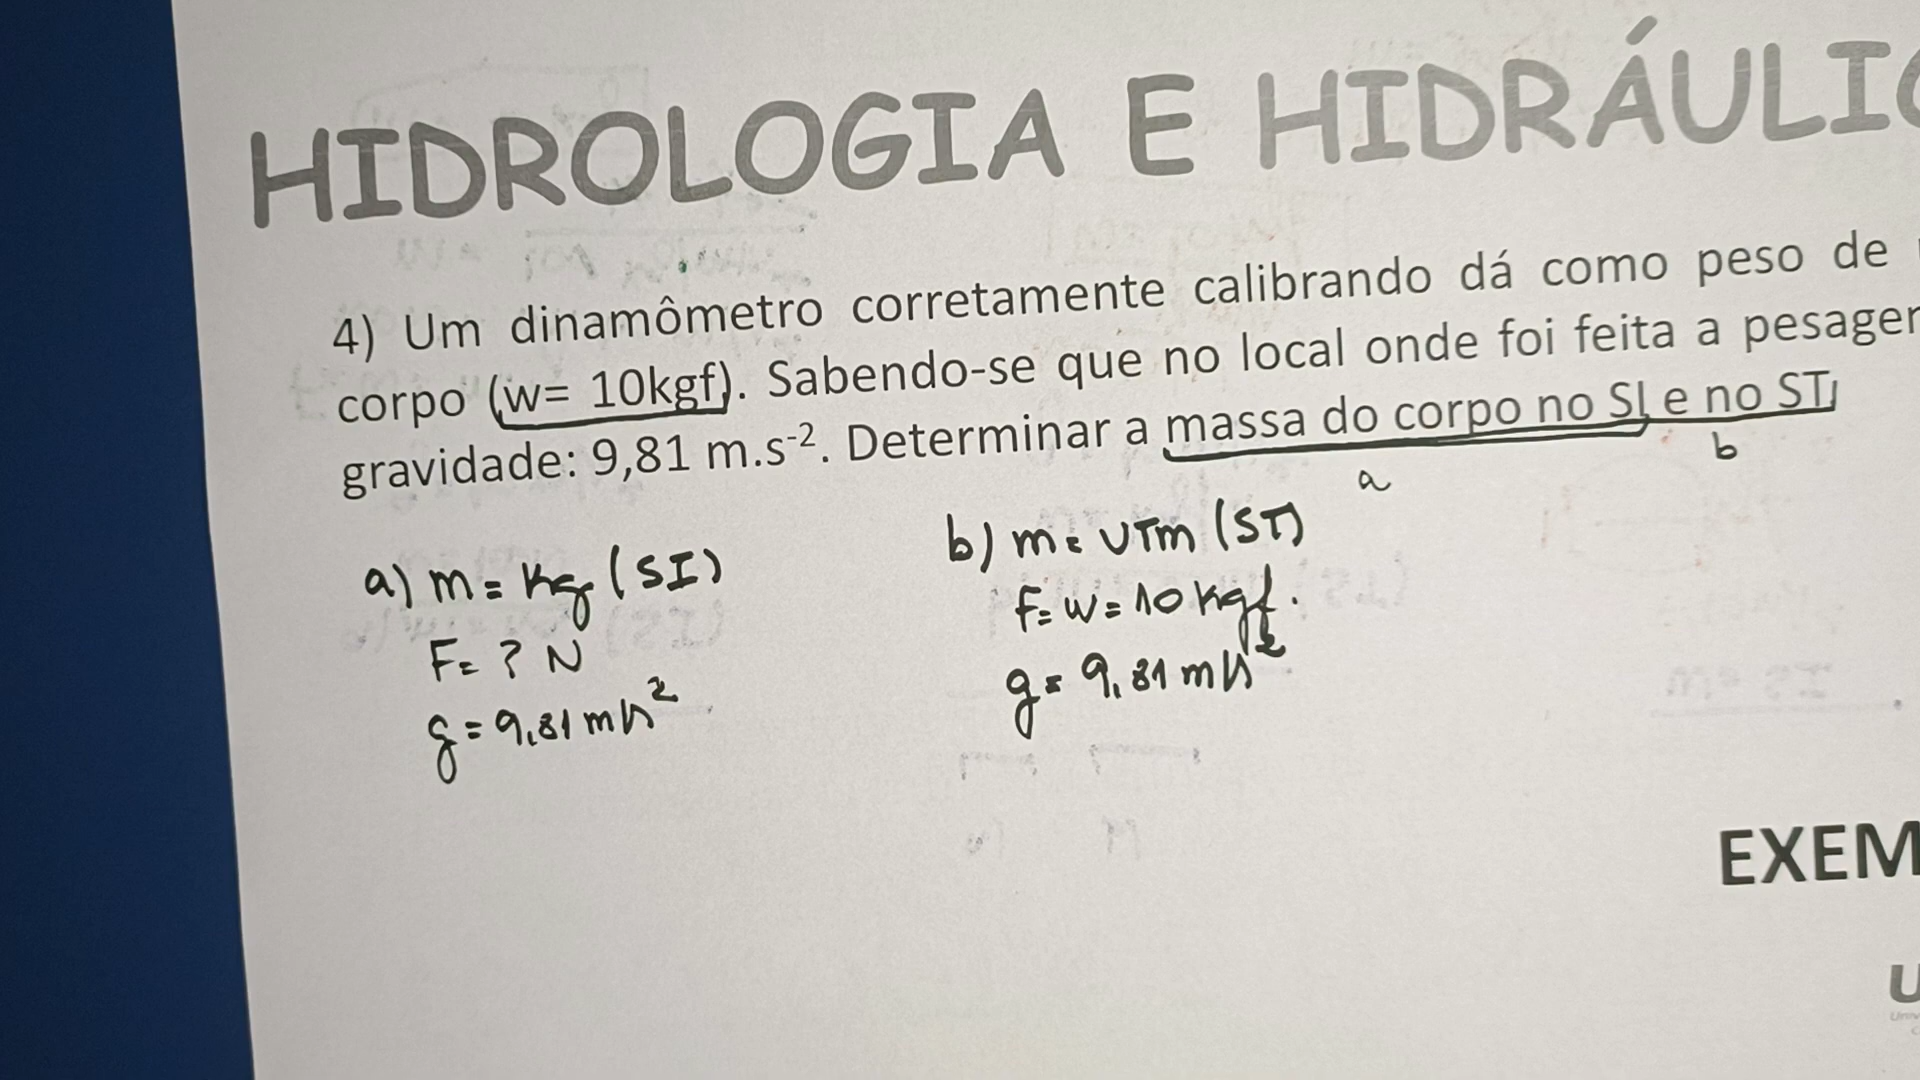 HIDROLOGIA E HIDRÁULIC
4) Um dinamômetro corretamente calibrando dá como peso de
corpo (w= 10kgf). Sabendo-se que no local onde foi feita a pesager
gravidade: 9,81 m.s⁻². Determinar a massa do corpo no SI e no ST
a
b
a) m = Kg (SI)
F= ? N
g = 9,81 m/s²
b) m = UTM (ST)
F= W= 10 Kgf.
g = 9,81 m/s²
EXEM
U
Univ